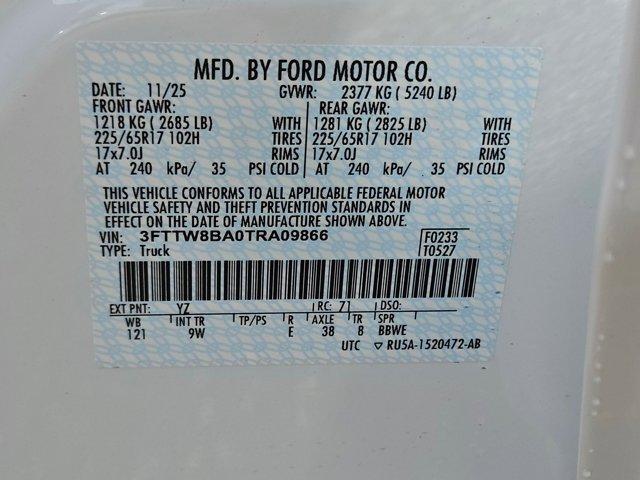 MFD. BY FORD MOTOR CO.
DATE: 11/25 GVWR: 2377 KG ( 5240 LB)
FRONT GAWR: REAR GAWR:
1218 KG ( 2685 LB) WITH 1281 KG ( 2825 LB) WITH
225/65R17 102H TIRES 225/65R17 102H TIRES
17x7.0J RIMS 17x7.0J RIMS
AT 240 kPa/ 35 PSI COLD AT 240 kPa/ 35 PSI COLD
THIS VEHICLE CONFORMS TO ALL APPLICABLE FEDERAL MOTOR
VEHICLE SAFETY AND THEFT PREVENTION STANDARDS IN
EFFECT ON THE DATE OF MANUFACTURE SHOWN ABOVE.
VIN: 3FTTW8BA0TRA09866 F0233
TYPE: Truck T0527
EXT PNT: YZ RC: 71 DSO:
WB INT TR TP/PS R AXLE TR SPR
121 9W E 38 8 BBWE
UTC ▽ RU5A-1520472-AB